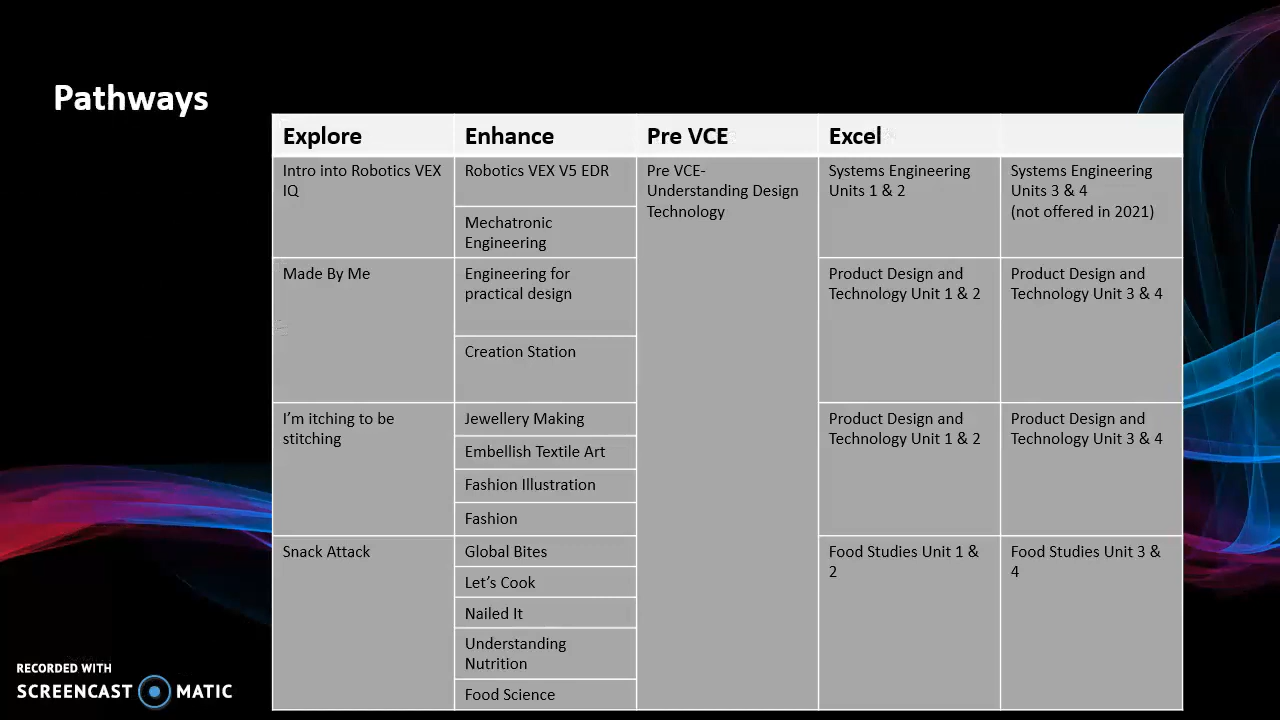 Pathways
Explore
Enhance
Pre VCE
Excel
Intro into Robotics VEX
IQ
Robotics VEX V5 EDR
Mechatronic
Engineering
Pre VCE-
Understanding Design
Technology
Systems Engineering
Units 1 & 2
Systems Engineering
Units 3 & 4
(not offered in 2021)
Made By Me
Engineering for
practical design
Creation Station
Product Design and
Technology Unit 1 & 2
Product Design and
Technology Unit 3 & 4
I’m itching to be
stitching
Jewellery Making
Embellish Textile Art
Fashion Illustration
Fashion
Product Design and
Technology Unit 1 & 2
Product Design and
Technology Unit 3 & 4
Snack Attack
Global Bites
Let’s Cook
Nailed It
Understanding
Nutrition
Food Science
Food Studies Unit 1 &
2
Food Studies Unit 3 &
4
RECORDED WITH
SCREENCAST MATIC